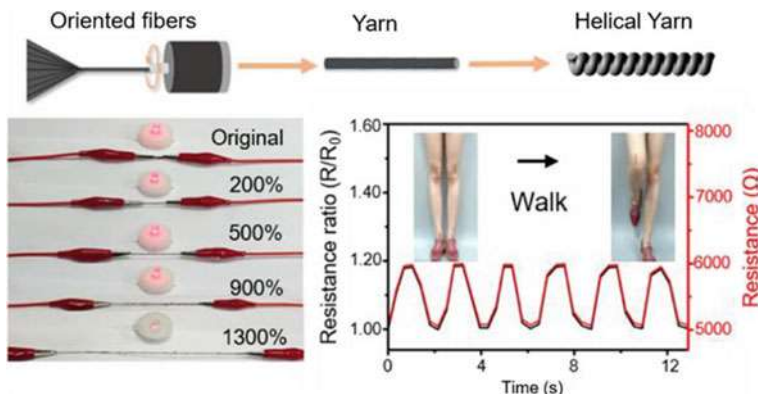 Oriented fibers
Yarn
Helical Yarn
Original
200%
500%
900%
1300%
Resistance ratio (R/R0)
1.60
1.40
1.20
1.00
Walk
0
4
8
12
Time (s)
8000
7000
6000
5000
Resistance (Ω)